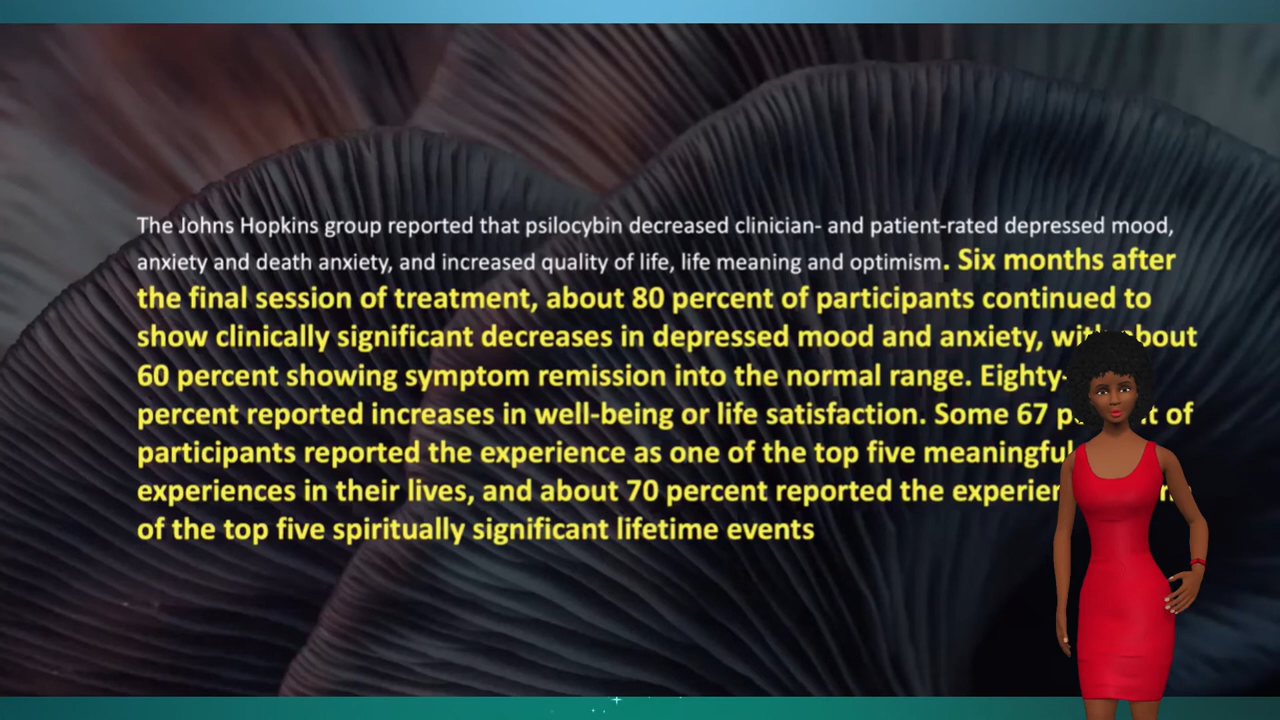 The Johns Hopkins group reported that psilocybin decreased clinician- and patient-rated depressed mood,
anxiety and death anxiety, and increased quality of life, life meaning and optimism. Six months after
the final session of treatment, about 80 percent of participants continued to
show clinically significant decreases in depressed mood and anxiety,
60 percent showing symptom remission into the normal range.
percent reported increases in well-being or life satisfaction. Some 67 of
participants reported the experience as one of the top five meaningful
experiences in their lives, and about 70 percent reported the
of the top five spiritually significant lifetime events